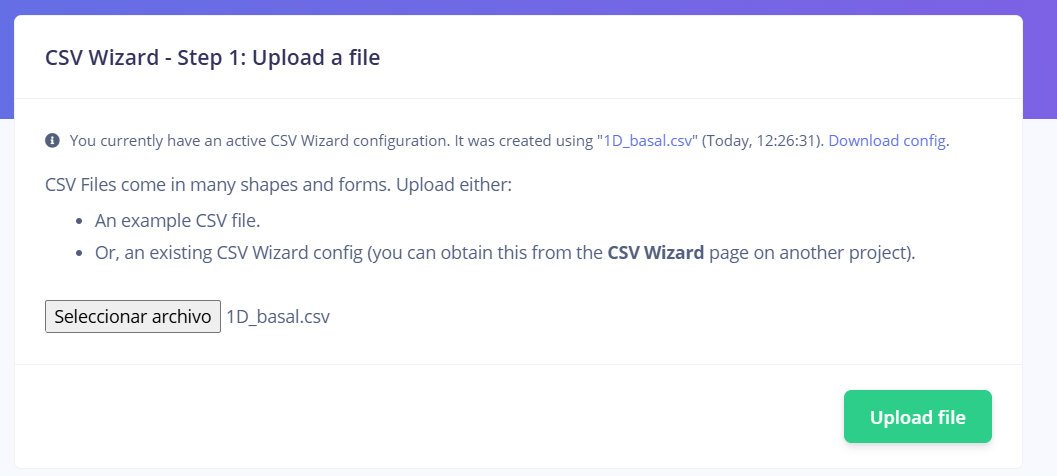 CSV Wizard - Step 1: Upload a file
You currently have an active CSV Wizard configuration. It was created using "1D_basal.csv" (Today, 12:26:31). Download config.
CSV Files come in many shapes and forms. Upload either:
• An example CSV file.
• Or, an existing CSV Wizard config (you can obtain this from the CSV Wizard page on another project).
Seleccionar archivo 1D_basal.csv
Upload file